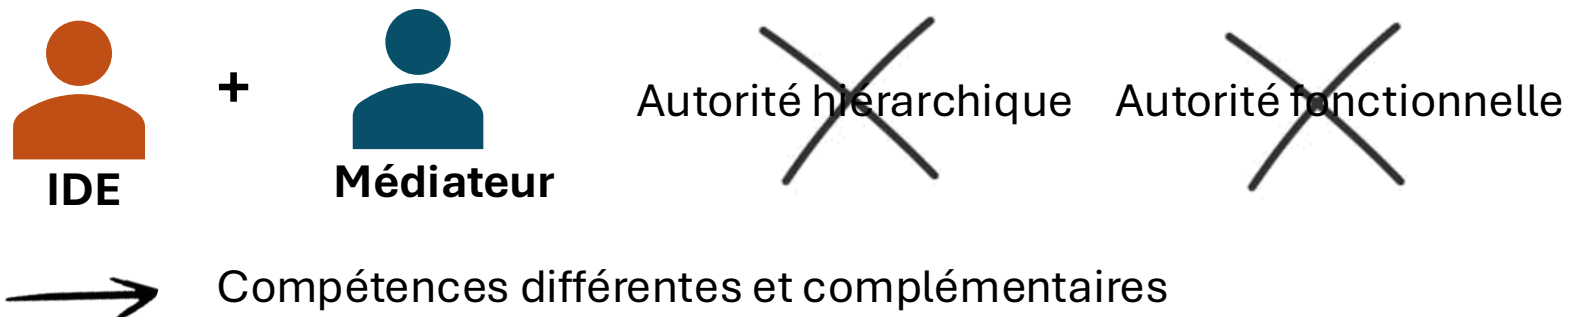 +
IDE
Médiateur
Autorité hiérarchique
Autorité fonctionnelle
Compétences différentes et complémentaires